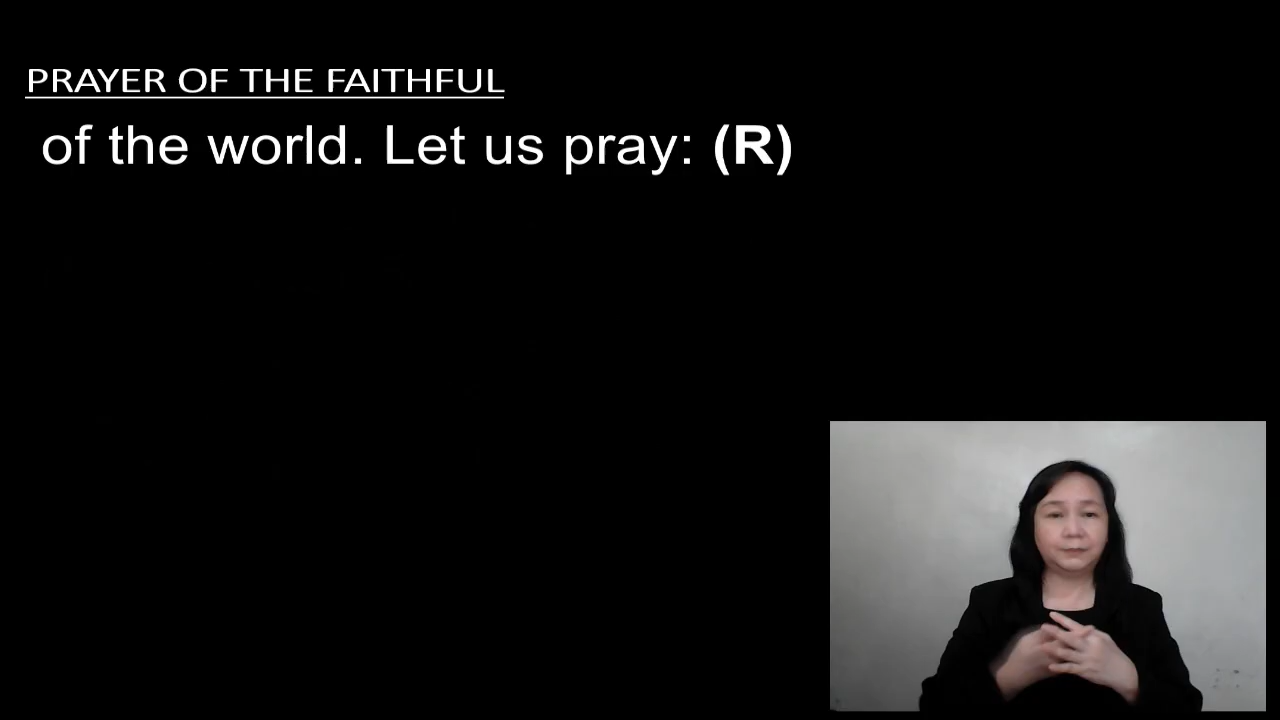 PRAYER OF THE FAITHFUL
of the world. Let us pray: (R)